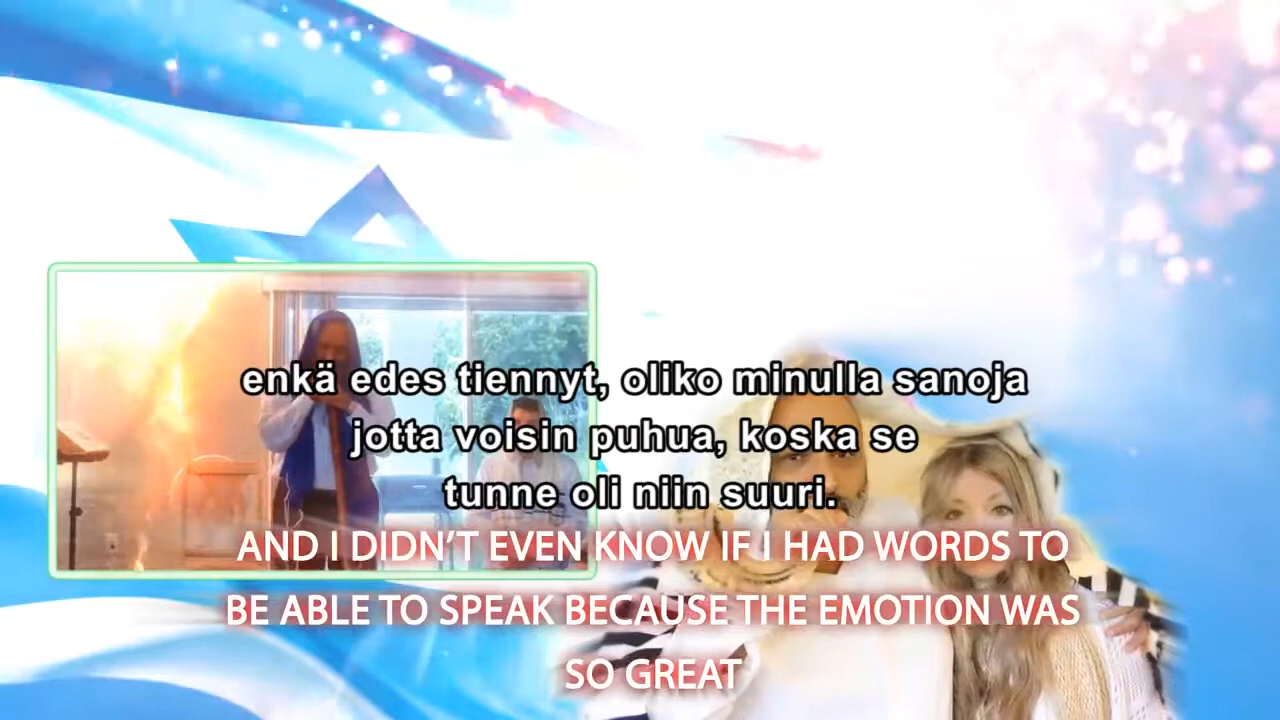 enkä edes tiennyt, oliko minulla sanoja
jotta voisin puhua, koska se
tunne oli niin suuri.
AND I DIDN'T EVEN KNOW IF I HAD WORDS TO
BE ABLE TO SPEAK BECAUSE THE EMOTION WAS
SO GREAT